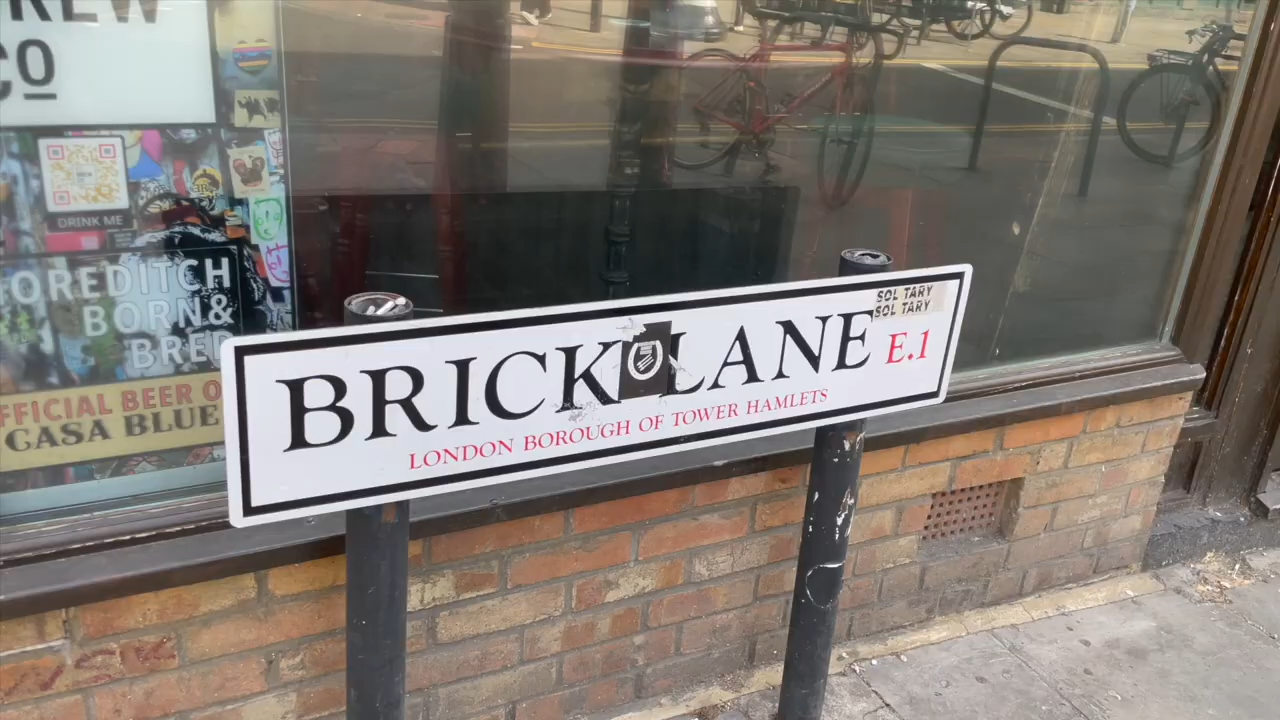 CO
DRINK ME
OREDITCH
BORN&
BRED
FFICIAL BEER O
CASA BLUE
BRICK LANE E.1
LONDON BOROUGH OF TOWER HAMLETS
SOL TARY
SOL TARY